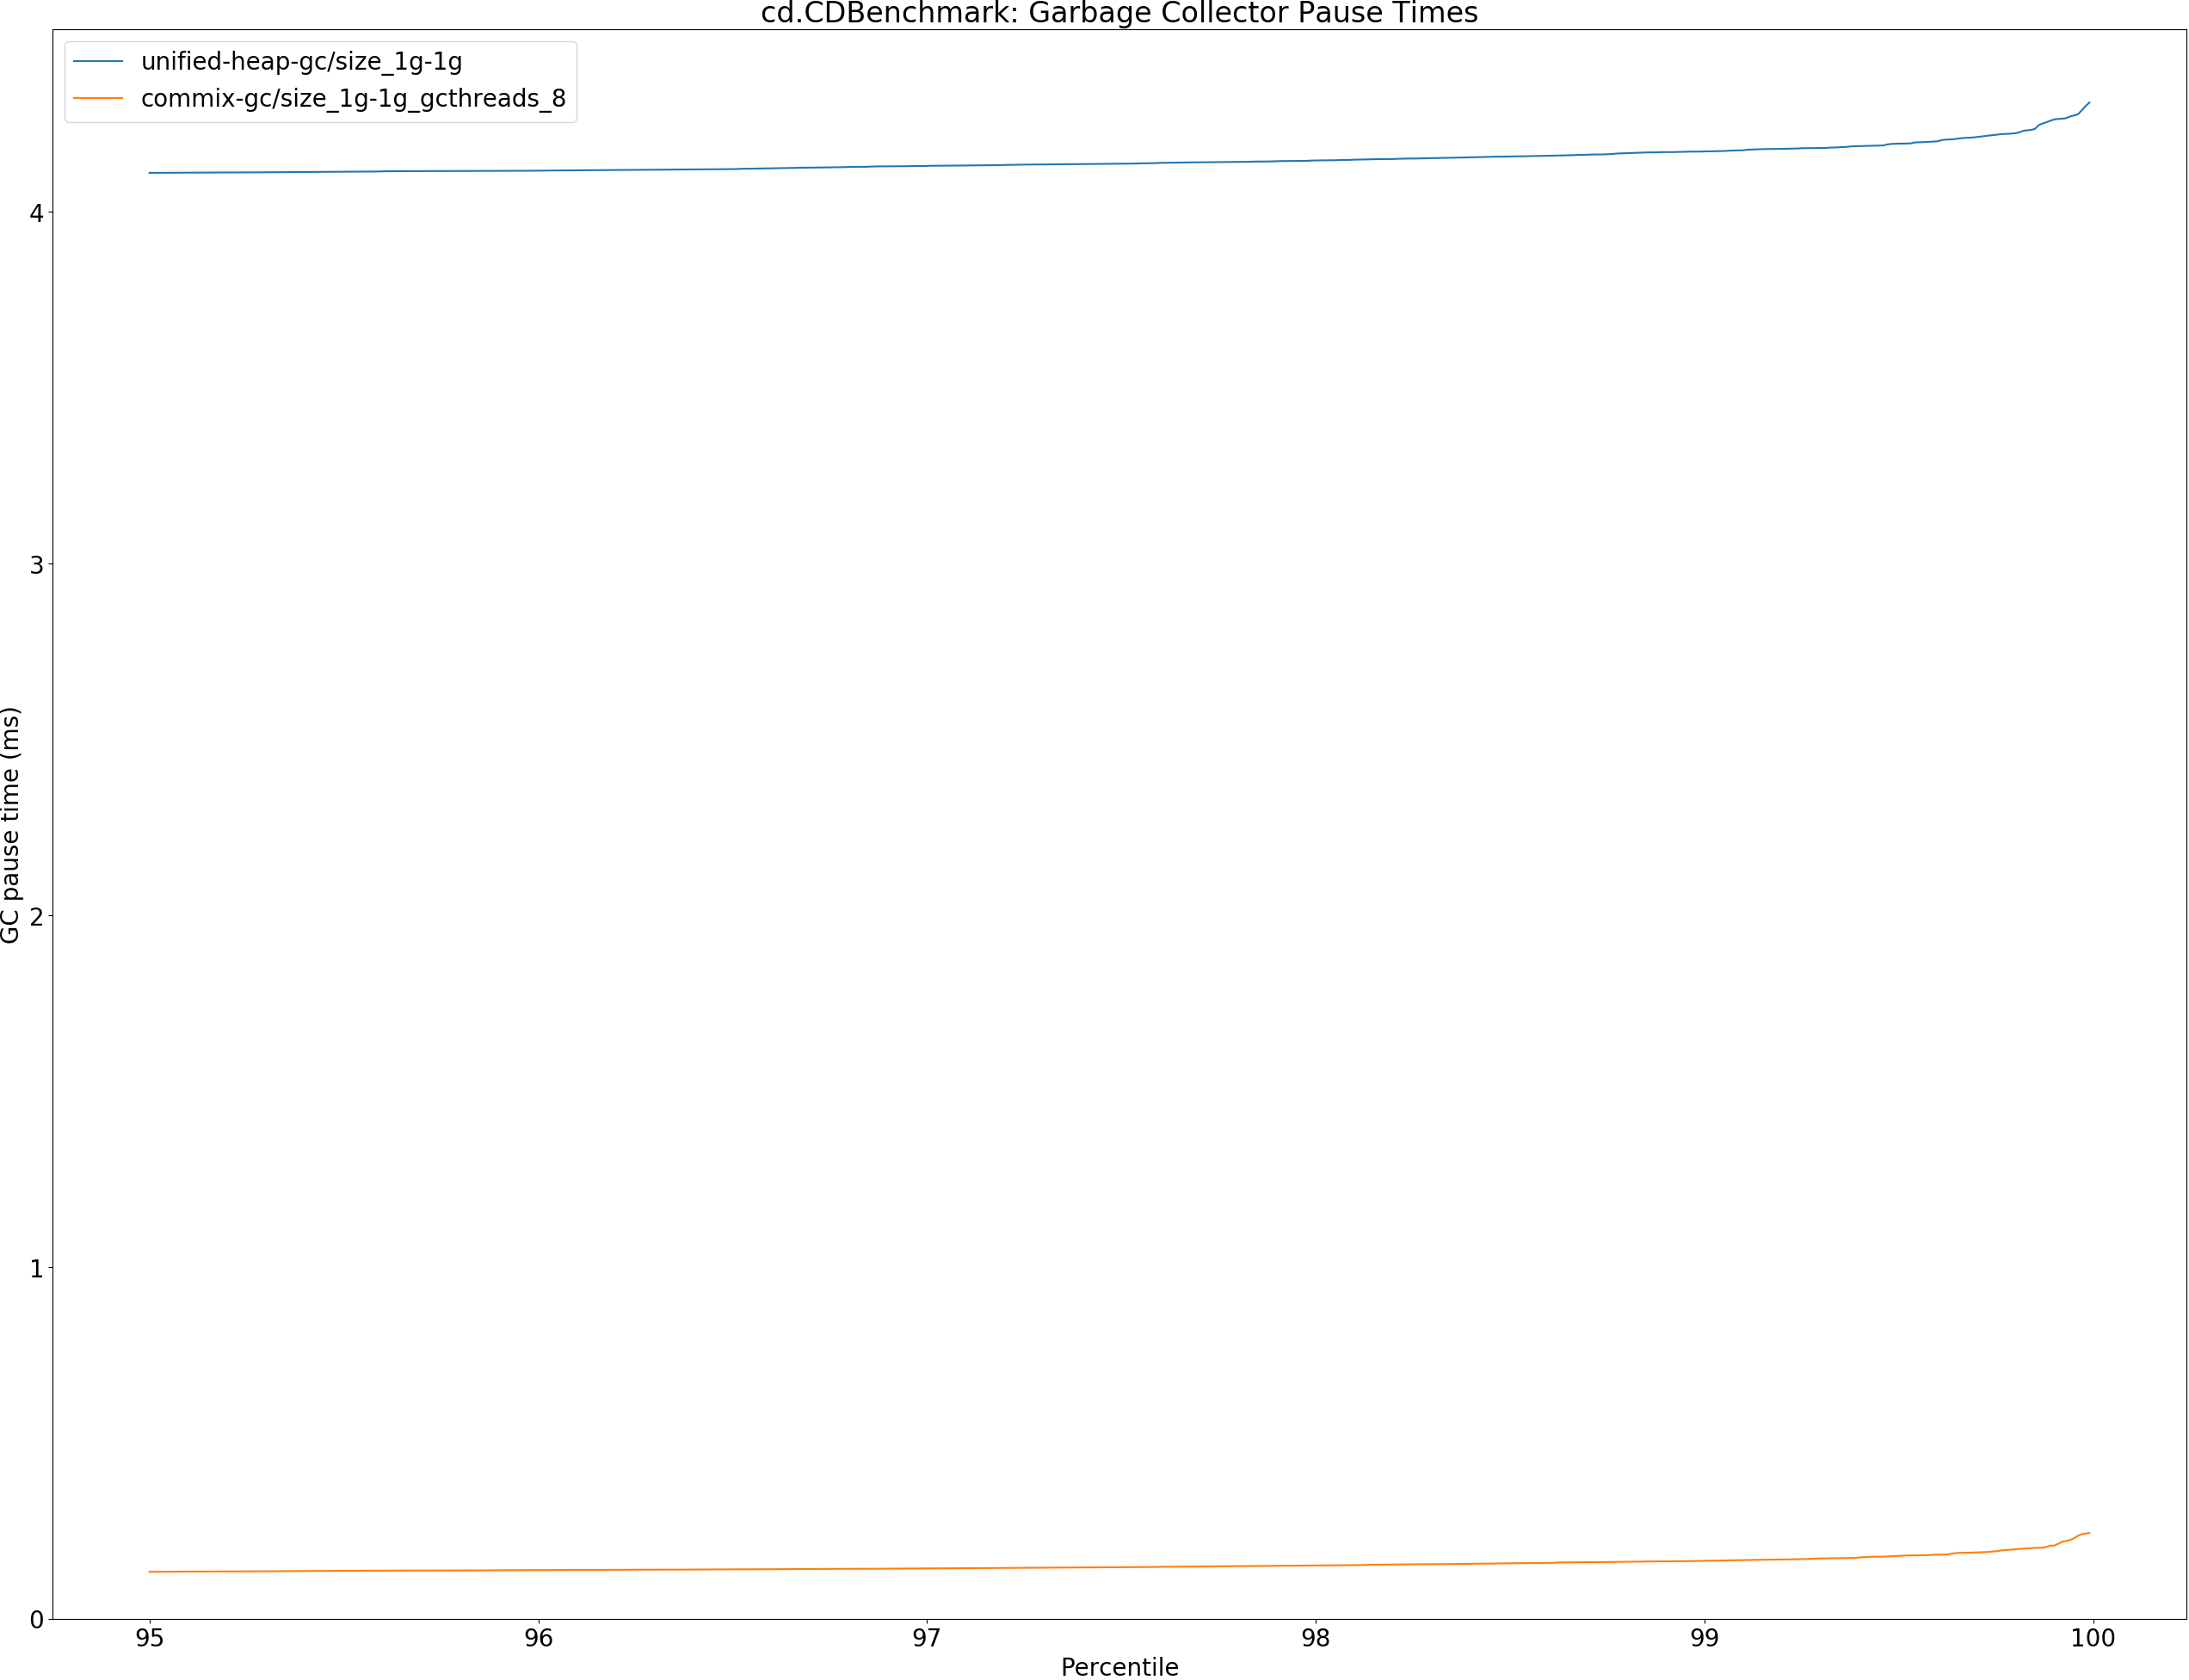 cd.CDBenchmark: Garbage Collector Pause Times
unified-heap-gc/size_1g-1g
commix-gc/size_1g-1g_gcthreads_8
GC pause time (ms)
4
3
2
1
0
95 96 97 98 99 100
Percentile